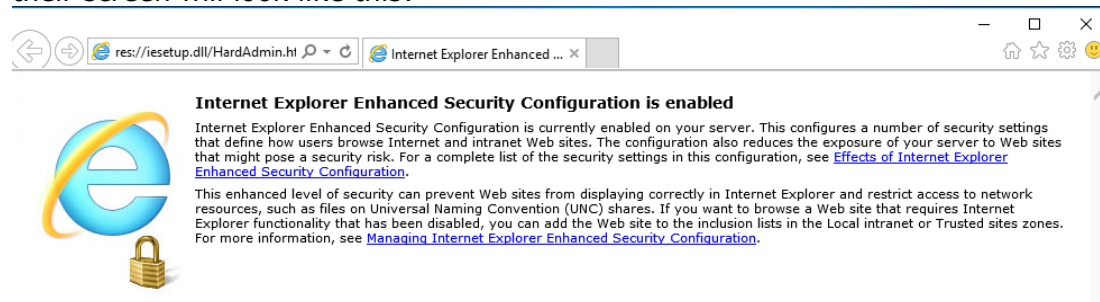 their screen will look like this:
res://iesetup.dll/HardAdmin.ht
Internet Explorer Enhanced ...
Internet Explorer Enhanced Security Configuration is enabled
Internet Explorer Enhanced Security Configuration is currently enabled on your server. This configures a number of security settings
that define how users browse Internet and intranet Web sites. The configuration also reduces the exposure of your server to Web sites
that might pose a security risk. For a complete list of the security settings in this configuration, see Effects of Internet Explorer
Enhanced Security Configuration.
This enhanced level of security can prevent Web sites from displaying correctly in Internet Explorer and restrict access to network
resources, such as files on Universal Naming Convention (UNC) shares. If you want to browse a Web site that requires Internet
Explorer functionality that has been disabled, you can add the Web site to the inclusion lists in the Local intranet or Trusted sites zones.
For more information, see Managing Internet Explorer Enhanced Security Configuration.